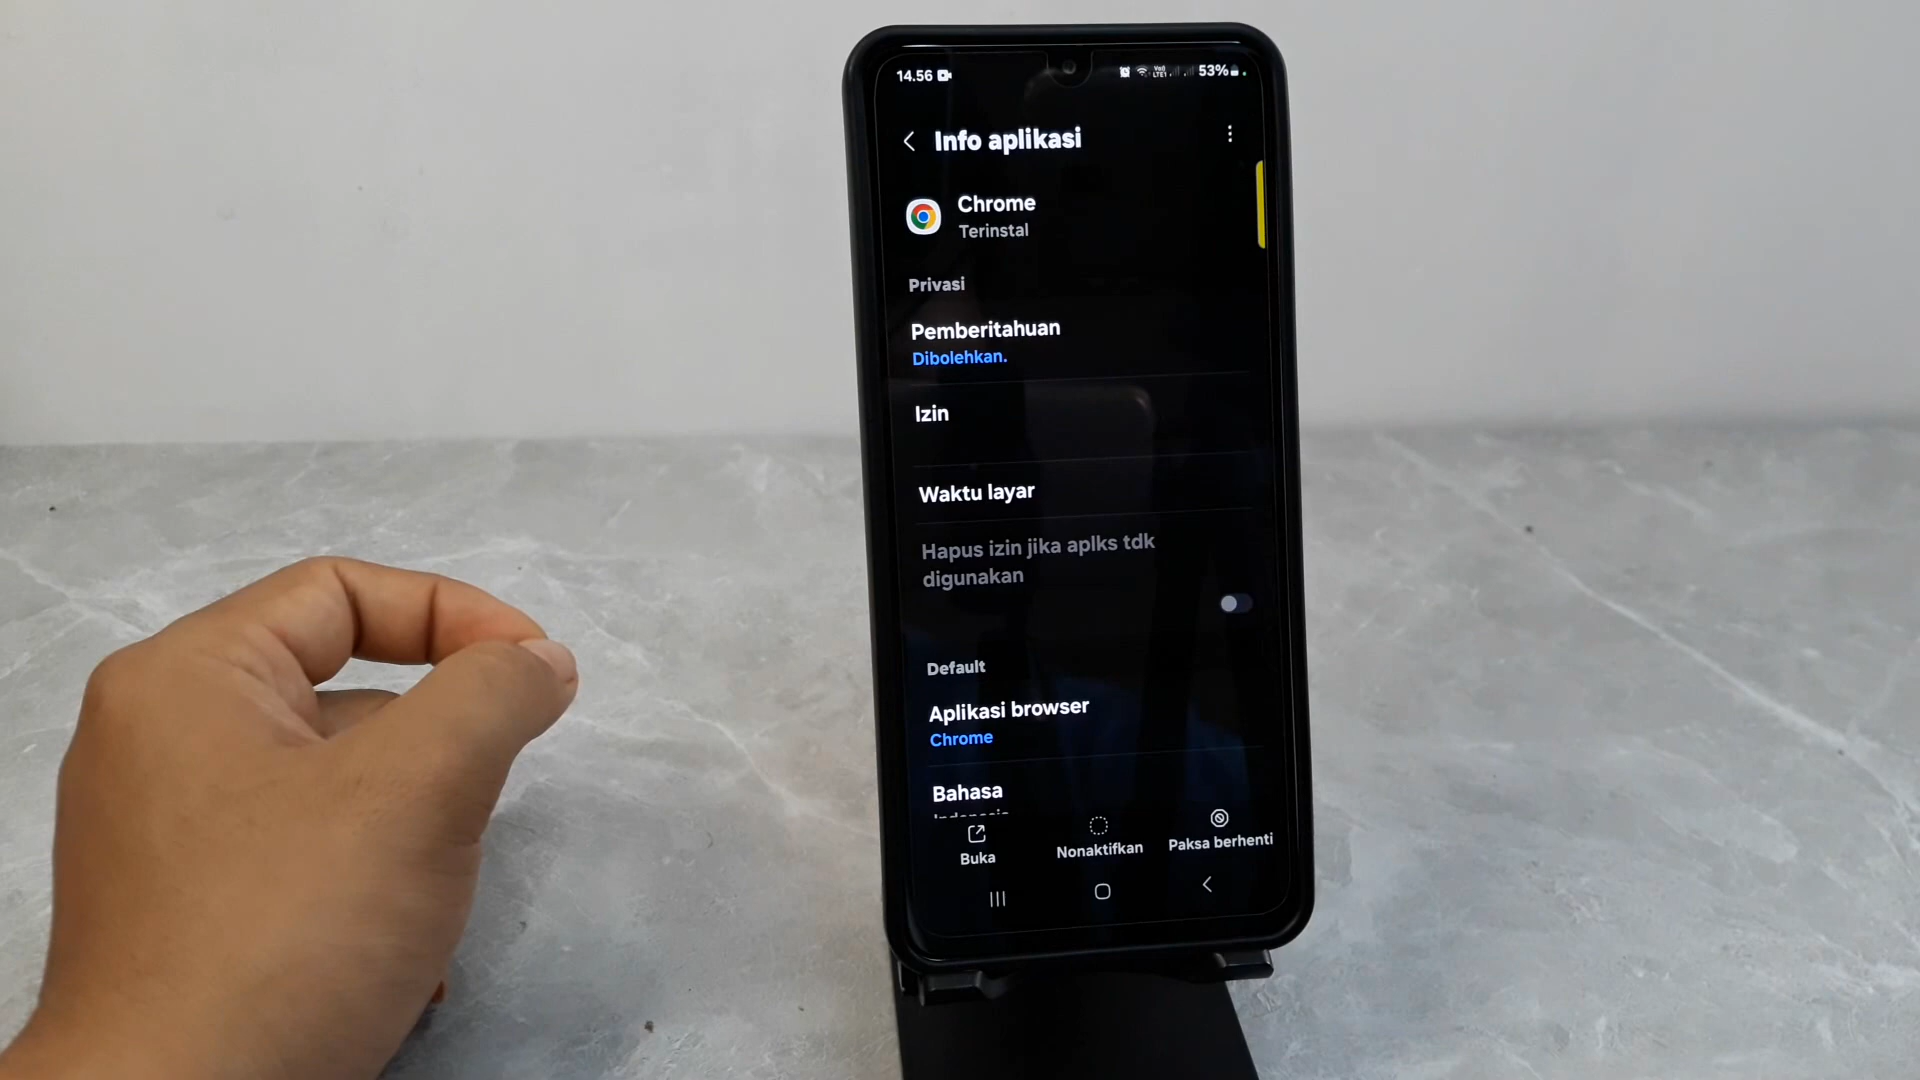 14.56
53%
Info aplikasi
Chrome
Terinstal
Privasi
Pemberitahuan
Dibolehkan.
Izin
Waktu layar
Hapus izin jika aplks tdk
digunakan
Default
Aplikasi browser
Chrome
Bahasa
Buka
Nonaktifkan
Paksa berhenti